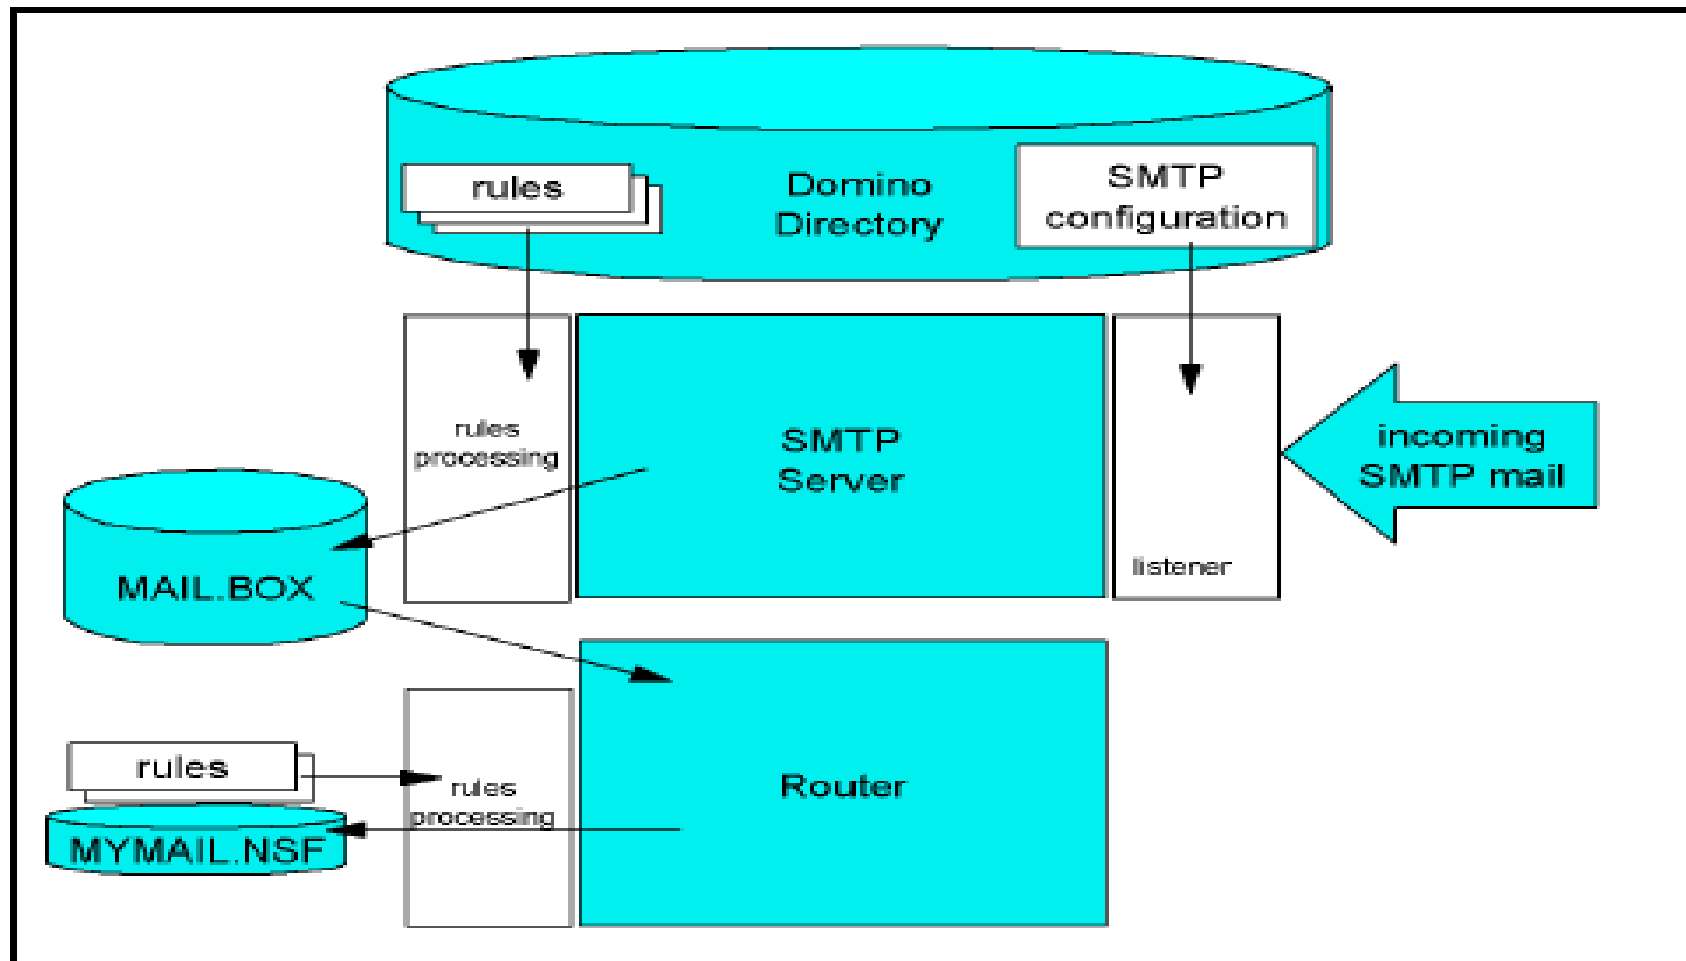 rules
Domino
Directory
SMTP
configuration
rules
processing
SMTP
Server
listener
incoming
SMTP mail
MAIL.BOX
rules
MYMAIL.NSF
rules
processing
Router